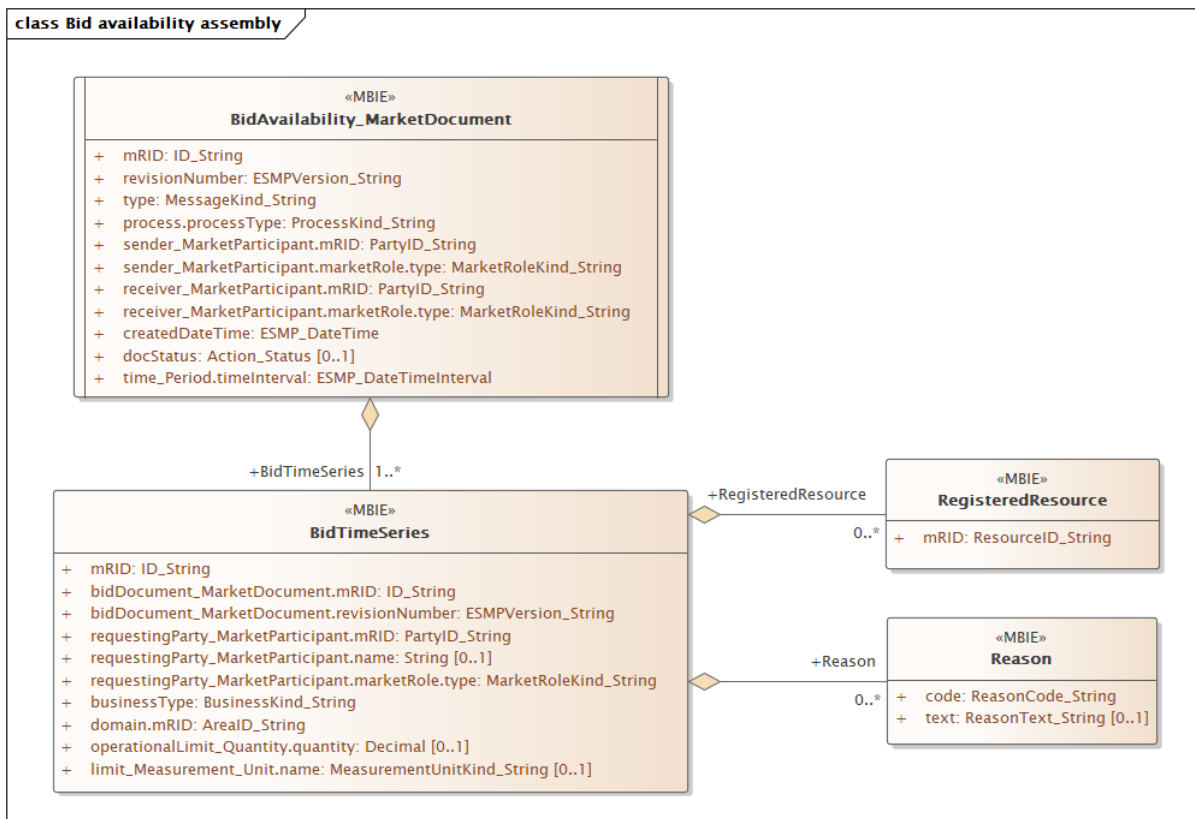 class Bid availability assembly
«MBIE»
BidAvailability_MarketDocument
+ mRID: ID_String
+ revisionNumber: ESMPVersion_String
+ type: MessageKind_String
+ process.processType: ProcessKind_String
+ sender_MarketParticipant.mRID: PartyID_String
+ sender_MarketParticipant.marketRole.type: MarketRoleKind_String
+ receiver_MarketParticipant.mRID: PartyID_String
+ receiver_MarketParticipant.marketRole.type: MarketRoleKind_String
+ createdDateTime: ESMP_DateTime
+ docStatus: Action_Status [0..1]
+ time_Period.timeInterval: ESMP_DateTimeInterval
+BidTimeSeries 1..*
«MBIE»
BidTimeSeries
+ mRID: ID_String
+ bidDocument_MarketDocument.mRID: ID_String
+ bidDocument_MarketDocument.revisionNumber: ESMPVersion_String
+ requestingParty_MarketParticipant.mRID: PartyID_String
+ requestingParty_MarketParticipant.name: String [0..1]
+ requestingParty_MarketParticipant.marketRole.type: MarketRoleKind_String
+ businessType: BusinessKind_String
+ domain.mRID: AreaID_String
+ operationalLimit_Quantity.quantity: Decimal [0..1]
+ limit_Measurement_Unit.name: MeasurementUnitKind_String [0..1]
+RegisteredResource
0..*
«MBIE»
RegisteredResource
+ mRID: ResourceID_String
+Reason
0..*
«MBIE»
Reason
+ code: ReasonCode_String
+ text: ReasonText_String [0..1]